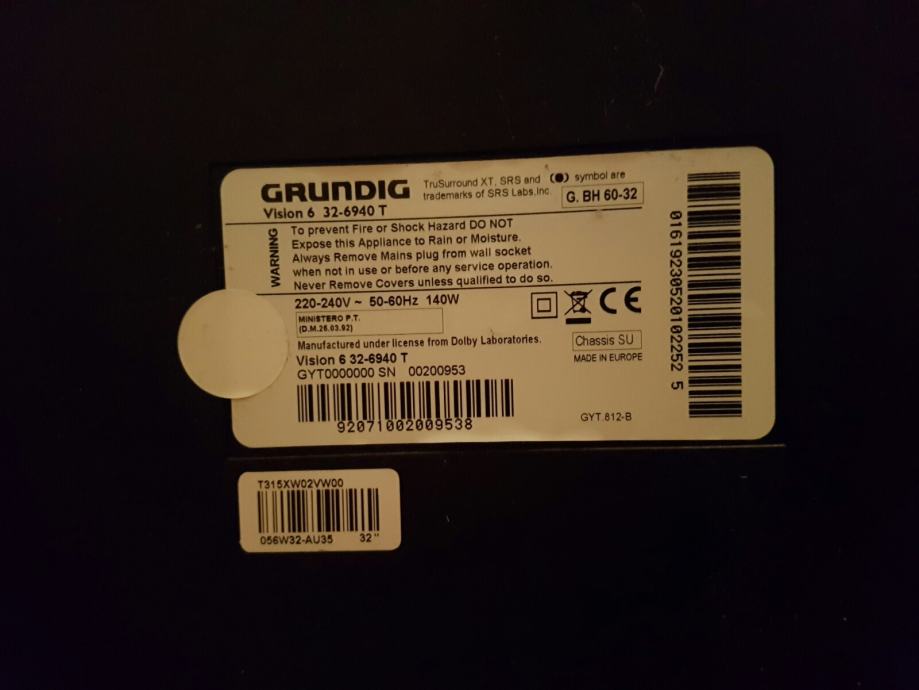 GRUNDIG
TruSurround XT, SRS and (●) symbol are
trademarks of SRS Labs,Inc.
G. BH 60-32
Vision 6 32-6940 T
WARNING
To prevent Fire or Shock Hazard DO NOT
Expose this Appliance to Rain or Moisture.
Always Remove Mains plug from wall socket
when not in use or before any service operation.
Never Remove Covers unless qualified to do so.
220-240V ~ 50-60Hz 140W
MINISTERO P.T.
(D.M.26.03.92)
CE
Manufactured under license from Dolby Laboratories.
Chassis SU
Vision 6 32-6940 T
MADE IN EUROPE
GYT0000000 SN 00200953
92071002009538
GYT.812-B
01619230520102252 5
T315XW02VW00
056W32-AU35 32"